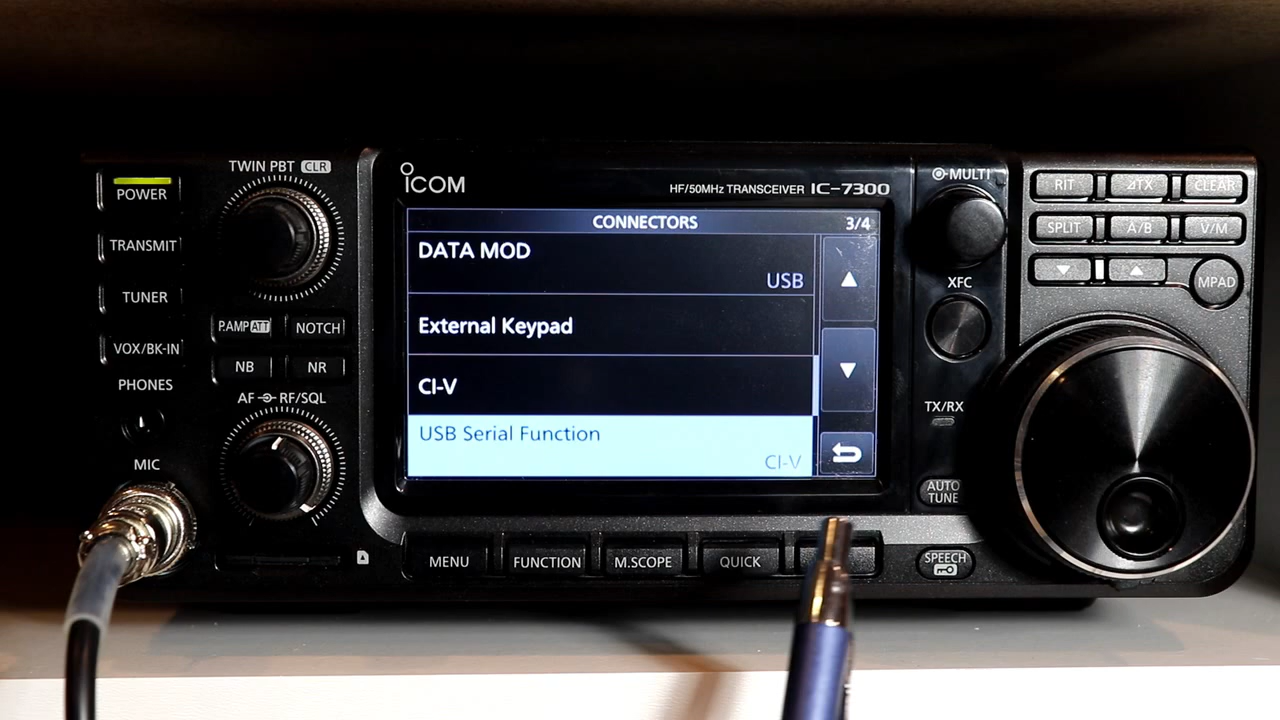 TWIN PBT CLR
POWER
TRANSMIT
TUNER
VOX/BK-IN
PHONES
MIC
P.AMP ATT
NOTCH
NB
NR
AF RF/SQL
ICOM
HF/50MHz TRANSCEIVER IC-7300
CONNECTORS 3/4
DATA MOD
USB
External Keypad
CI-V
USB Serial Function
CI-V
MENU
FUNCTION
M.SCOPE
QUICK
MULTI
XFC
TX/RX
AUTO
TUNE
SPEECH
RIT
⊿TX
CLEAR
SPLIT
A/B
V/M
MPAD